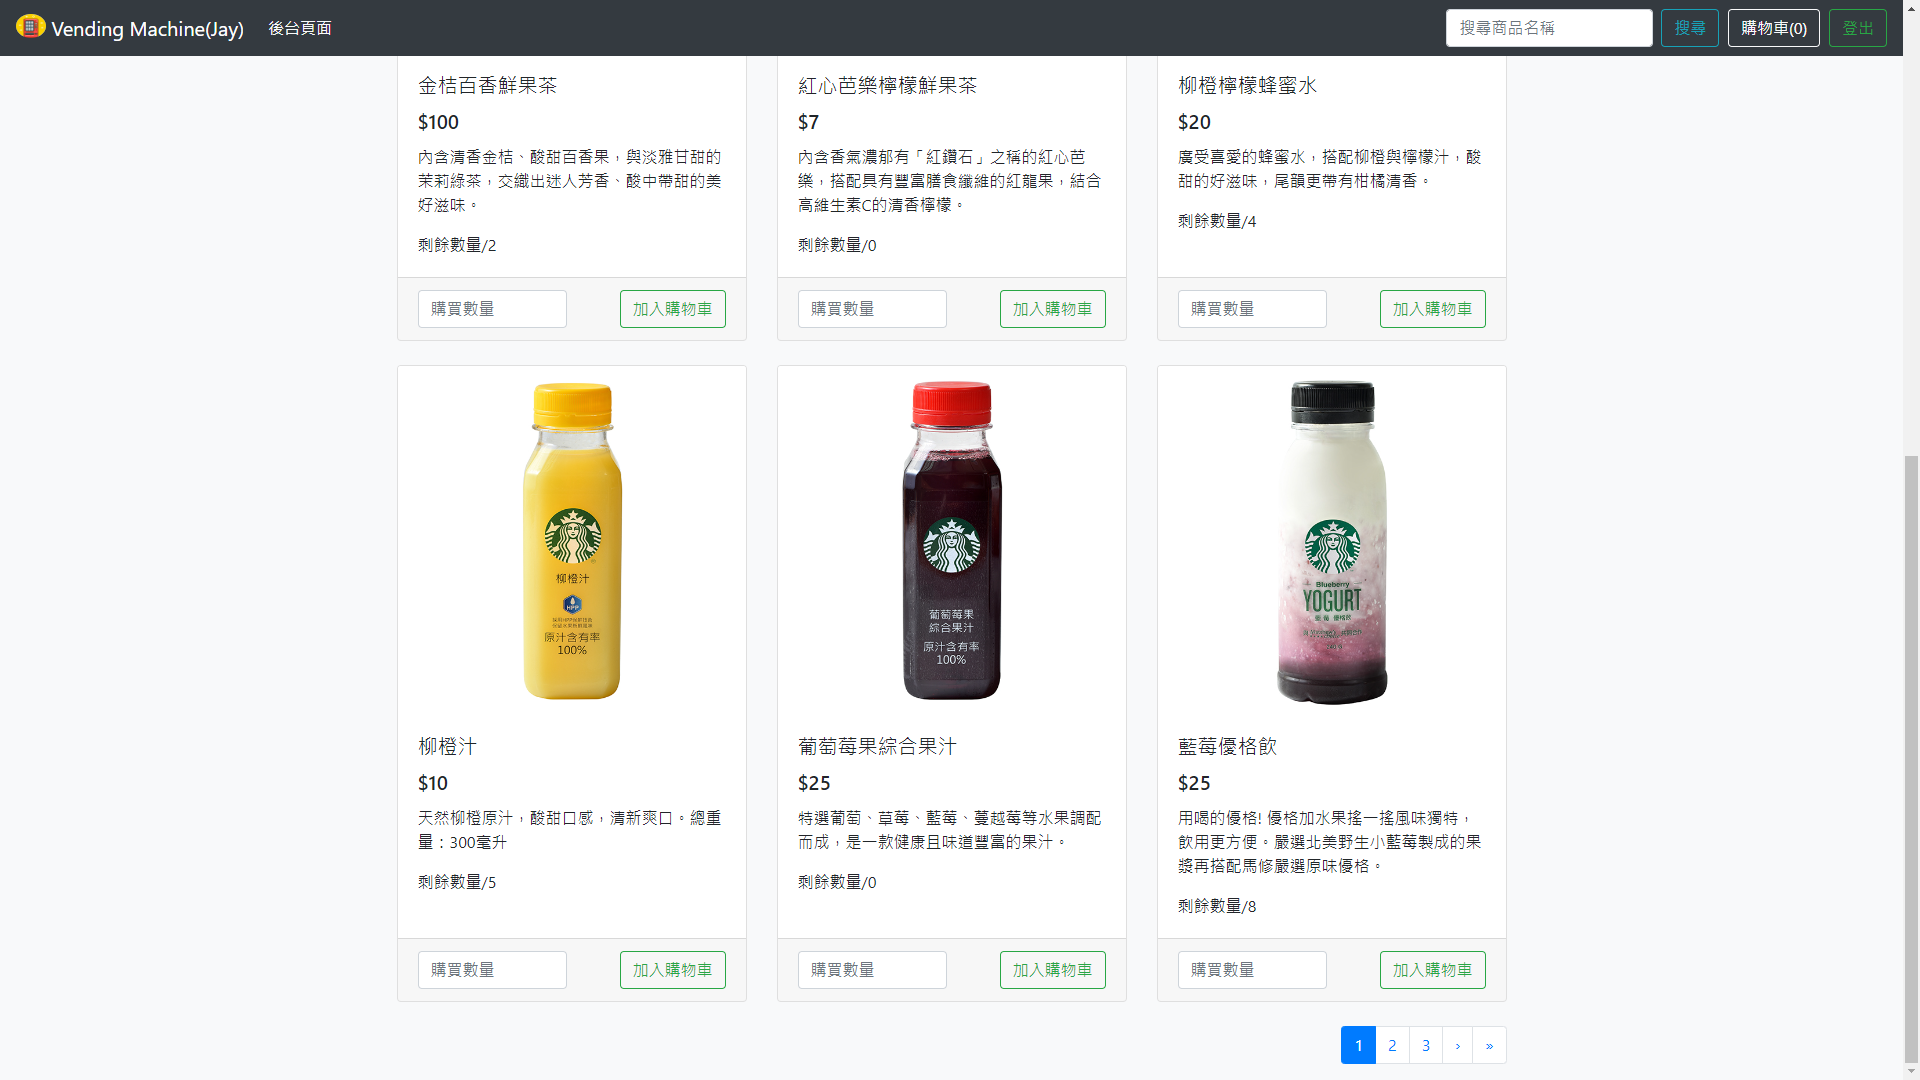 Vending Machine(Jay) 後台頁面 搜尋商品名稱 搜尋 購物車(0) 登出
金桔百香鮮果茶
$100
內含清香金桔、酸甜百香果，與淡雅甘甜的
茉莉綠茶，交織出迷人芳香、酸中帶甜的美
好滋味。
剩餘數量/2
購買數量 加入購物車
紅心芭樂檸檬鮮果茶
$7
內含香氣濃郁有「紅鑽石」之稱的紅心芭
樂，搭配具有豐富膳食纖維的紅龍果，結合
高維生素C的清香檸檬。
剩餘數量/0
購買數量 加入購物車
柳橙檸檬蜂蜜水
$20
廣受喜愛的蜂蜜水，搭配柳橙與檸檬汁，酸
甜的好滋味，尾韻更帶有柑橘清香。
剩餘數量/4
購買數量 加入購物車
柳橙汁
HPP
原汁含有率
100%
柳橙汁
$10
天然柳橙原汁，酸甜口感，清新爽口。總重
量：300毫升
剩餘數量/5
購買數量 加入購物車
葡萄莓果
綜合果汁
原汁含有率
100%
葡萄莓果綜合果汁
$25
特選葡萄、草莓、藍莓、蔓越莓等水果調配
而成，是一款健康且味道豐富的果汁。
剩餘數量/0
購買數量 加入購物車
Blueberry
YOGURT
藍莓 優格飲
藍莓優格飲
$25
用喝的優格! 優格加水果搖一搖風味獨特，
飲用更方便。嚴選北美野生小藍莓製成的果
漿再搭配馬修嚴選原味優格。
剩餘數量/8
購買數量 加入購物車
1 2 3 › »